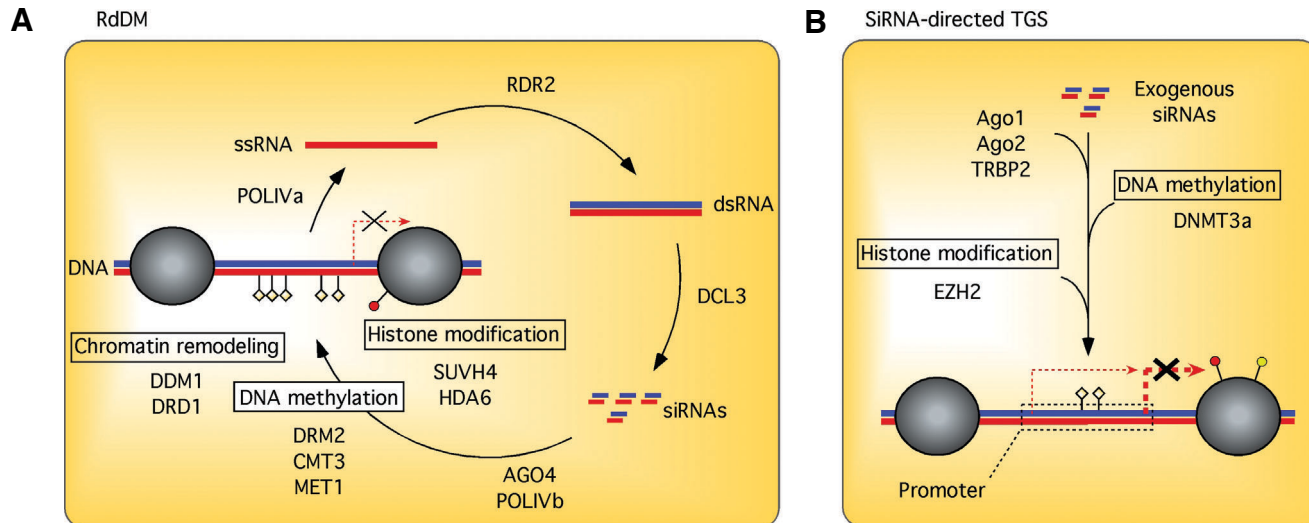 A
RdDM
RDR2
ssRNA
POLIVa
dsRNA
DNA
DCL3
Chromatin remodeling
DDM1
DRD1
Histone modification
SUVH4
HDA6
DNA methylation
DRM2
CMT3
MET1
siRNAs
AGO4
POLIVb
B
SiRNA-directed TGS
Exogenous
siRNAs
Ago1
Ago2
TRBP2
DNA methylation
DNMT3a
Histone modification
EZH2
Promoter